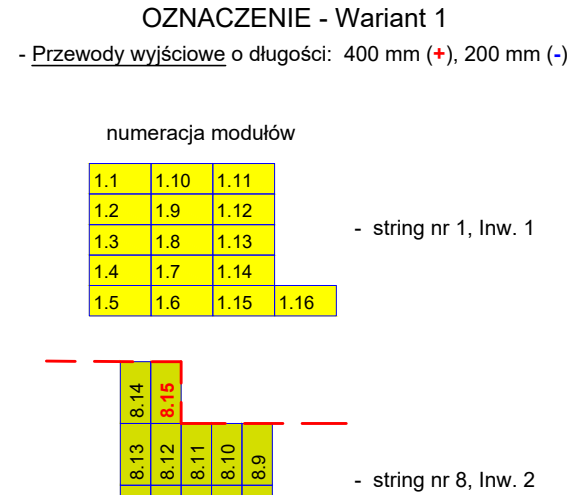 OZNACZENIE - Wariant 1
- Przewody wyjściowe o długości: 400 mm (+), 200 mm (-)
numeracja modułów
1.1 1.10 1.11
1.2 1.9 1.12
1.3 1.8 1.13
1.4 1.7 1.14
1.5 1.6 1.15 1.16
- string nr 1, Inw. 1
8.14 8.15
8.13 8.12 8.11 8.10 8.9
- string nr 8, Inw. 2